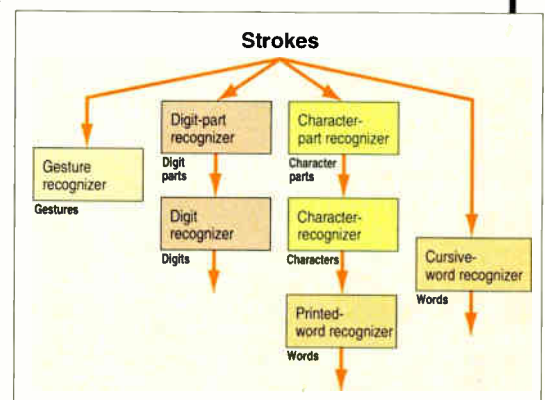 Strokes
Digit-part
recognizer
Character-
part recognizer
Gesture
recognizer
Digit
parts
Character
parts
Gestures
Digit
recognizer
Character-
recognizer
Cursive-
word recognizer
Digits
Characters
Words
Printed-
word recognizer
Words